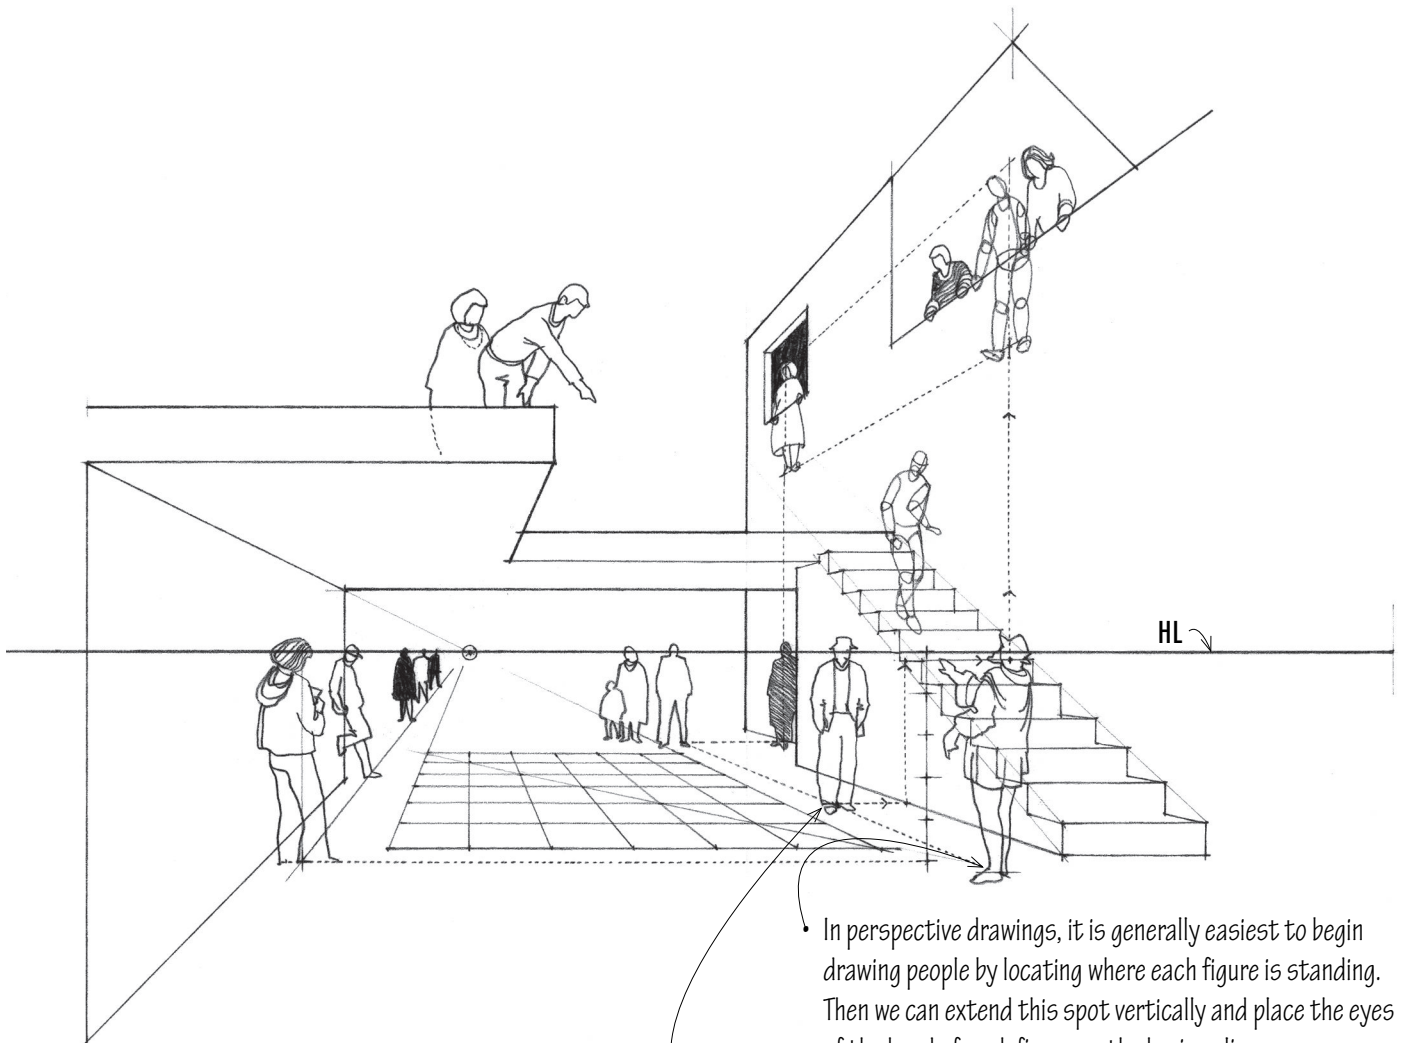 HL
In perspective drawings, it is generally easiest to begin
drawing people by locating where each figure is standing.
Then we can extend this spot vertically and place the eyes